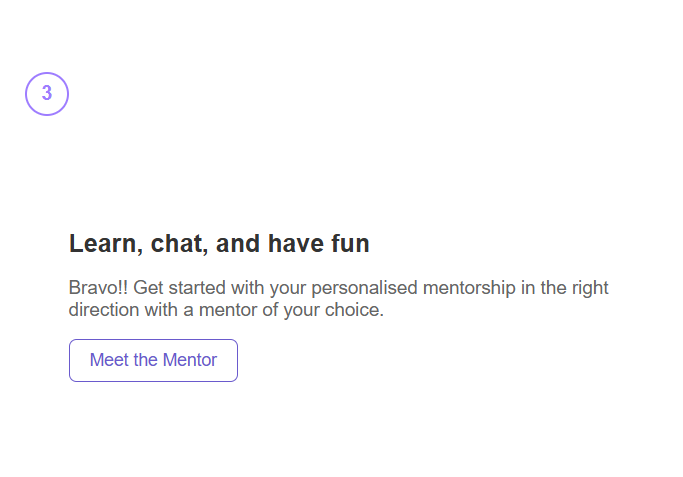 3
Learn, chat, and have fun
Bravo!! Get started with your personalised mentorship in the right
direction with a mentor of your choice.
Meet the Mentor